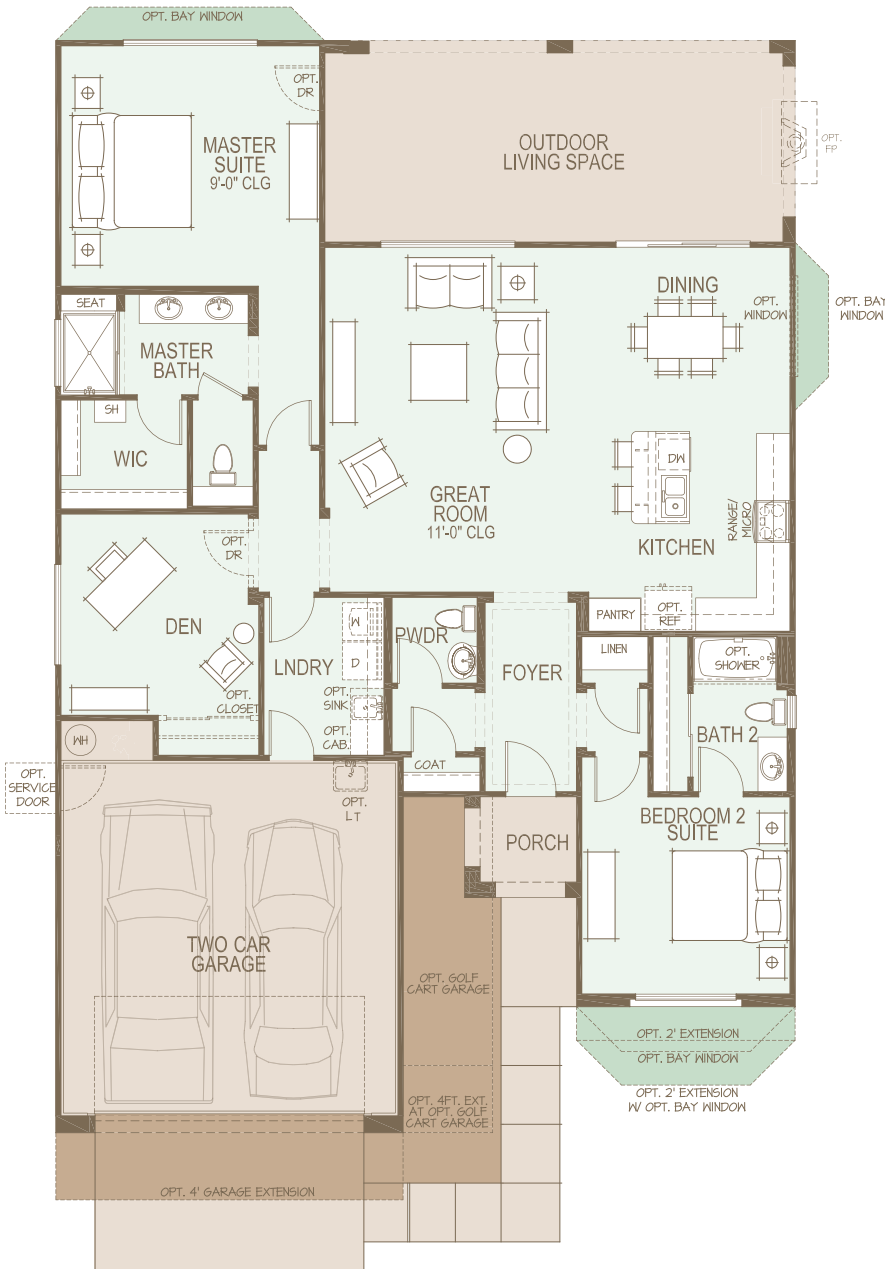 OPT. BAY WINDOW
OPT.
DR
MASTER
SUITE
9'-0" CLG
OUTDOOR
LIVING SPACE
OPT.
FP
SEAT
MASTER
BATH
SH
WIC
DINING
OPT.
WINDOW
OPT. BAY
WINDOW
DW
GREAT
ROOM
11'-0" CLG
RANGE/
MICRO
KITCHEN
OPT.
DR
DEN
OPT.
CLOSET
LNDRY
W
D
OPT.
SINK
OPT.
CAB.
PWDR
FOYER
PANTRY
OPT.
REF
LINEN
OPT.
SHOWER
BATH 2
COAT
WH
OPT.
SERVICE
DOOR
OPT.
LT
PORCH
BEDROOM 2
SUITE
TWO CAR
GARAGE
OPT. GOLF
CART GARAGE
OPT. 2' EXTENSION
OPT. BAY WINDOW
OPT. 2' EXTENSION
W/ OPT. BAY WINDOW
OPT. 4FT. EXT.
AT OPT. GOLF
CART GARAGE
OPT. 4' GARAGE EXTENSION